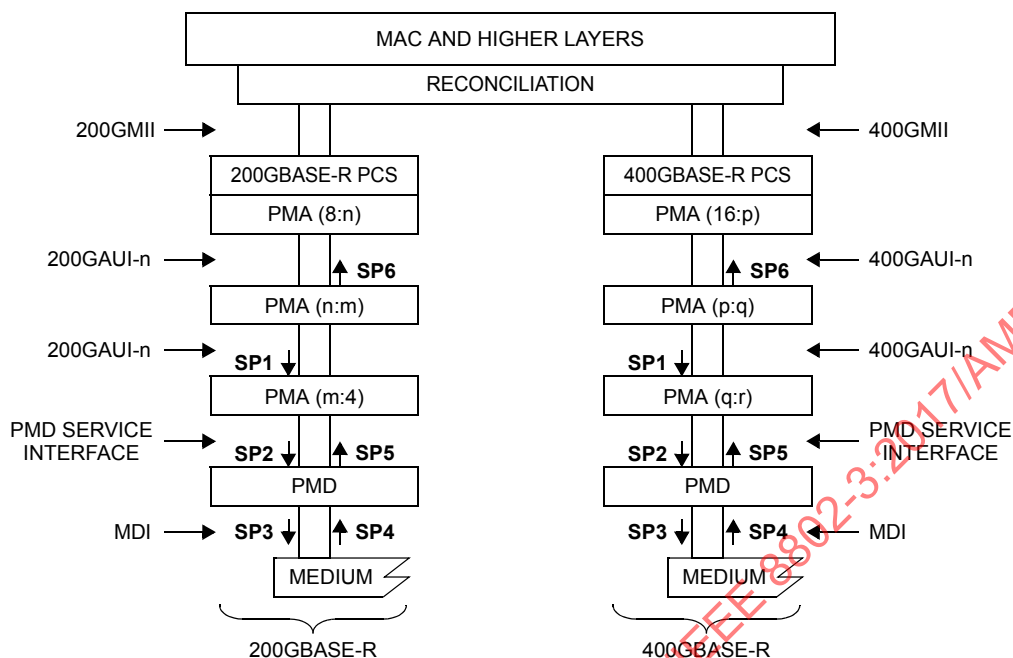 MAC AND HIGHER LAYERS
RECONCILIATION
200GMII
400GMII
200GBASE-R PCS
400GBASE-R PCS
PMA (8:n)
PMA (16:p)
200GAUI-n
SP6
SP6
400GAUI-n
PMA (n:m)
PMA (p:q)
200GAUI-n
SP1
SP1
400GAUI-n
PMA (m:4)
PMA (q:r)
PMD SERVICE
INTERFACE
SP2
SP5
SP2
SP5
PMD SERVICE
INTERFACE
PMD
PMD
MDI
SP3
SP4
SP3
SP4
MDI
MEDIUM
MEDIUM
200GBASE-R
400GBASE-R
IEEE 8802-3:2017/AM